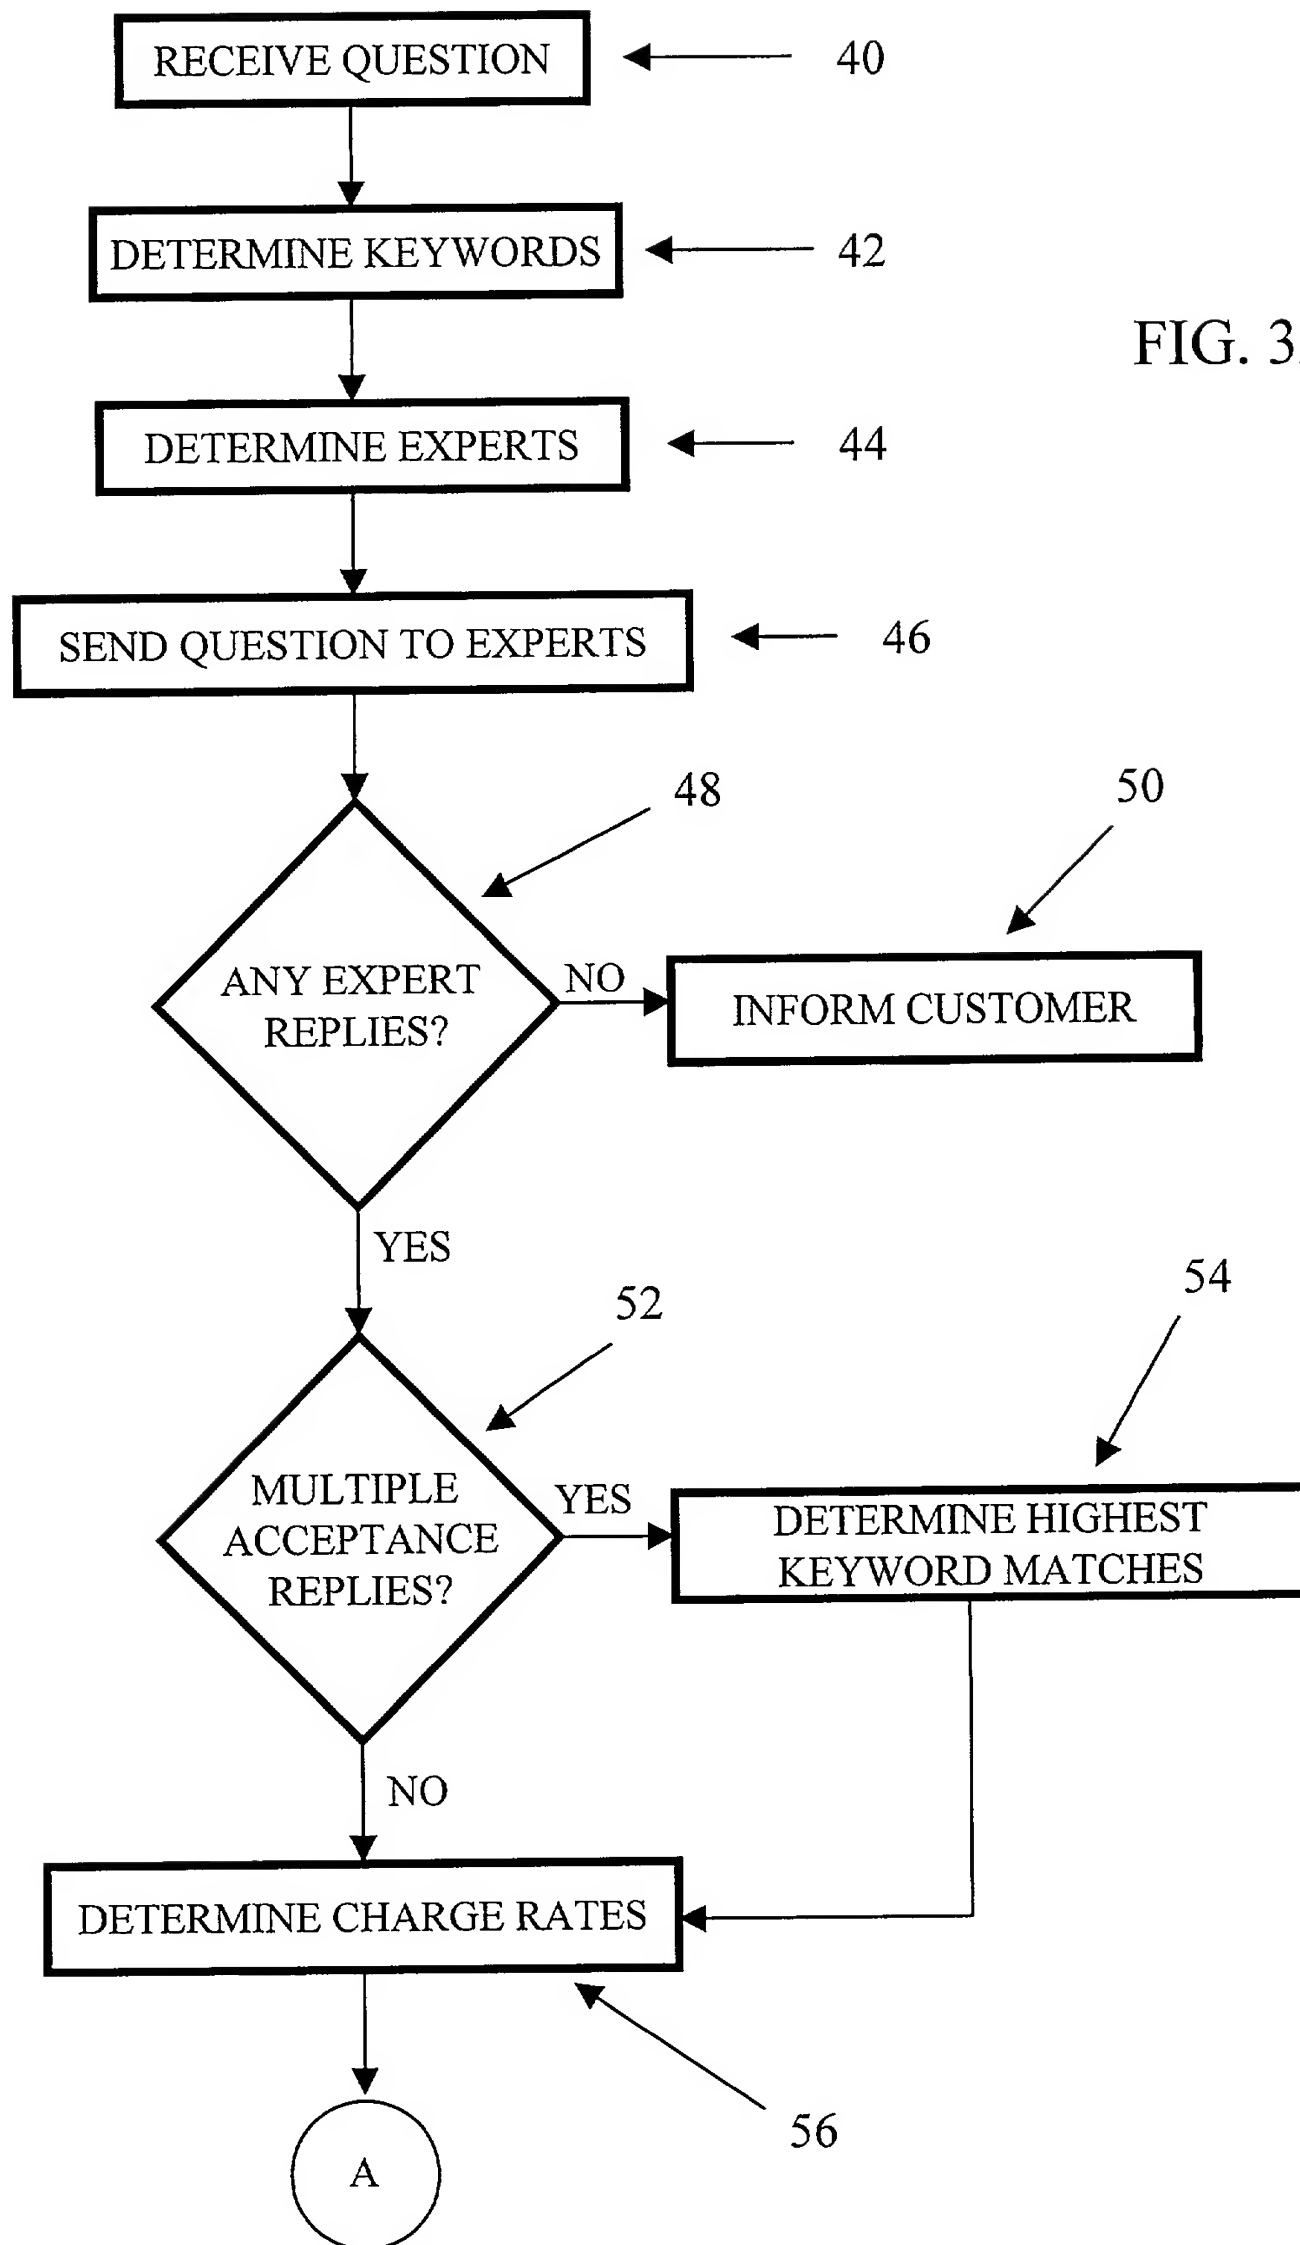 RECEIVE QUESTION
40
DETERMINE KEYWORDS
42
FIG. 3
DETERMINE EXPERTS
44
SEND QUESTION TO EXPERTS
46
48
50
ANY EXPERT
REPLIES?
NO
INFORM CUSTOMER
YES
52
54
MULTIPLE
ACCEPTANCE
REPLIES?
YES
DETERMINE HIGHEST
KEYWORD MATCHES
NO
DETERMINE CHARGE RATES
56
A